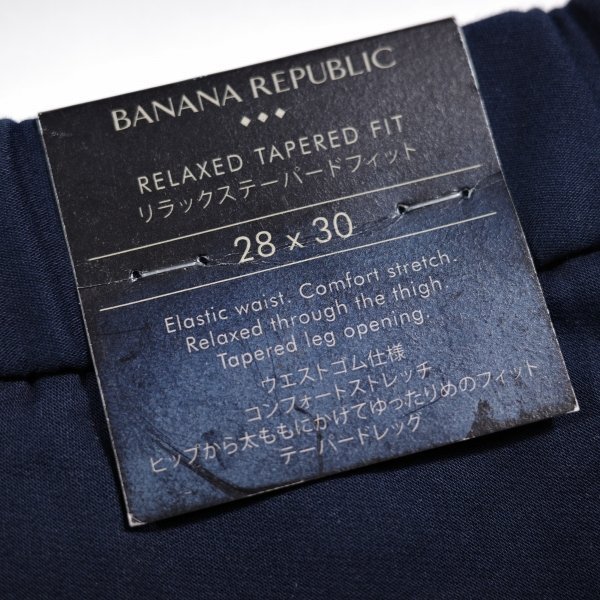 BANANA REPUBLIC
RELAXED TAPERED FIT
リラックステーパードフィット
28 x 30
Elastic waist. Comfort stretch.
Relaxed through the thigh.
Tapered leg opening.
ウエストゴム仕様
コンフォートストレッチ
ヒップから太ももにかけてゆったりめのフィット
テーパードレッグ